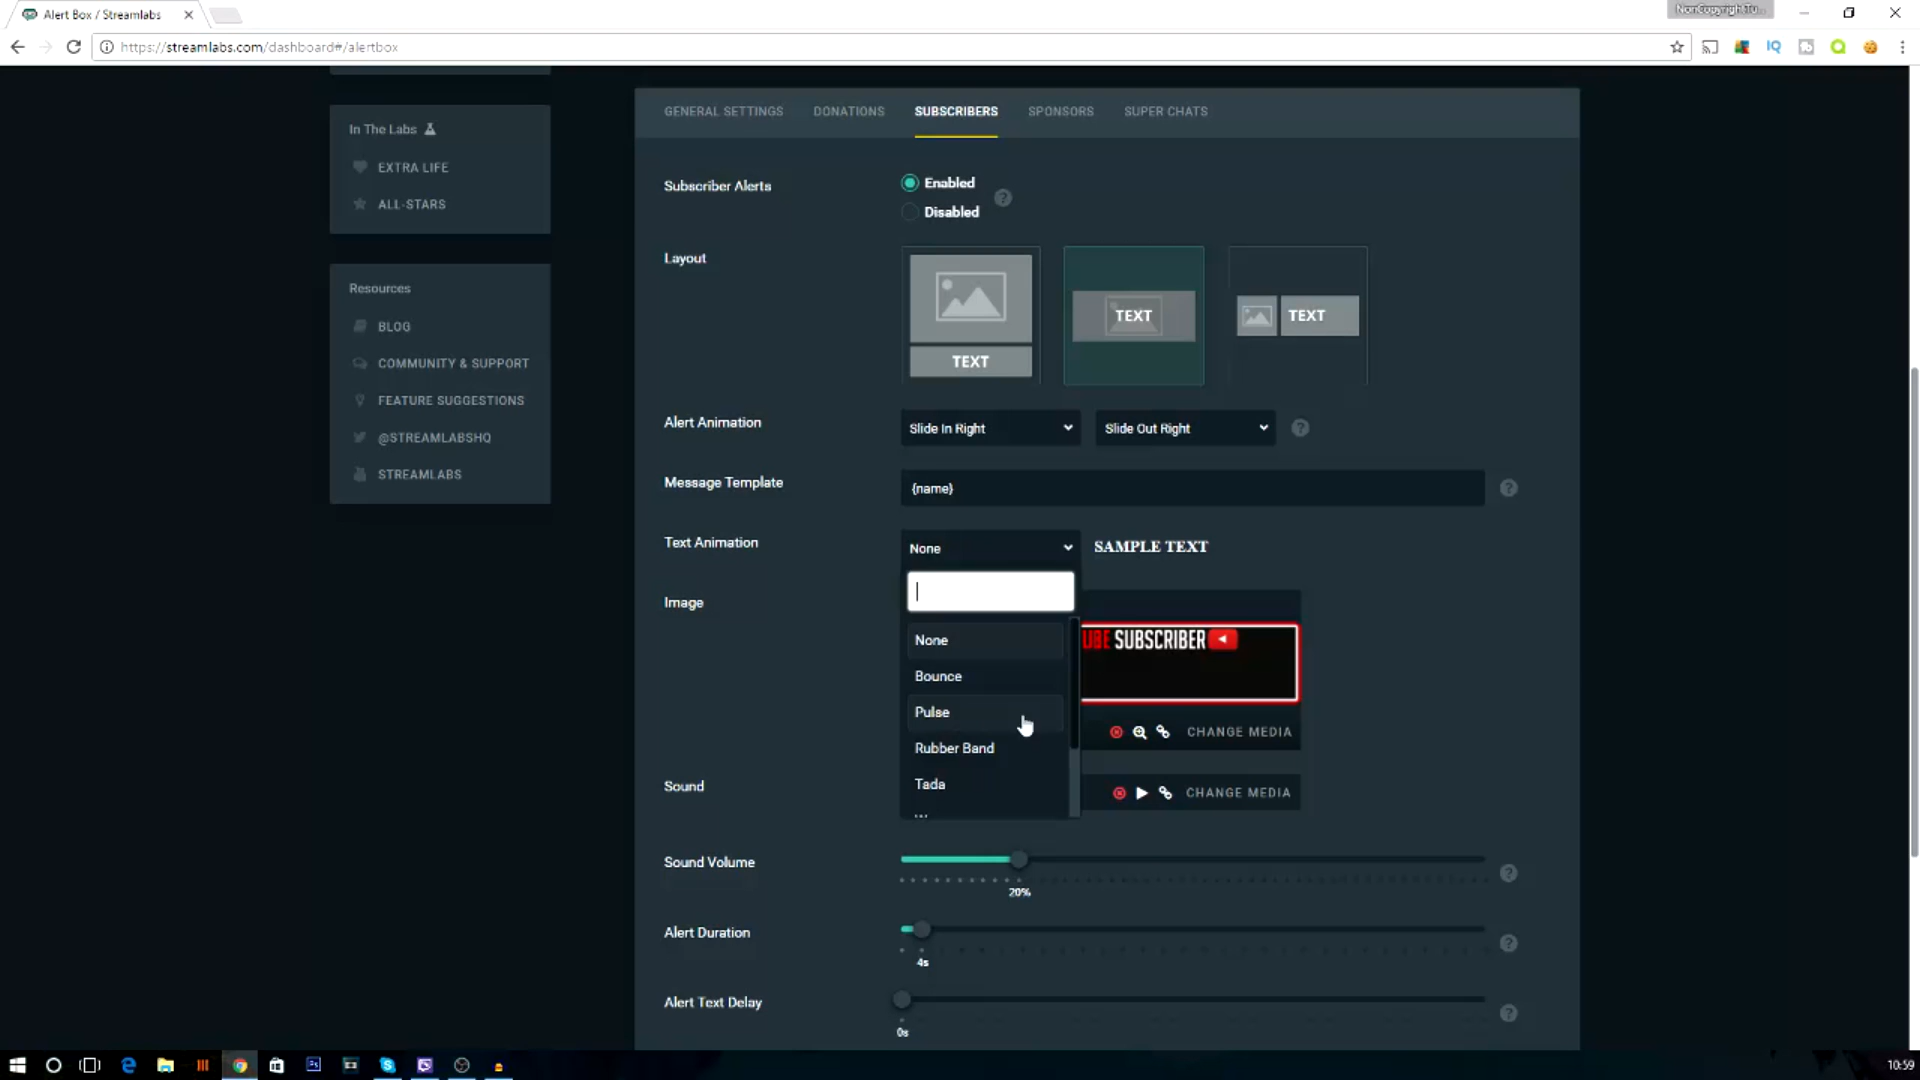 Alert Box / Streamlabs
https://streamlabs.com/dashboard#/alertbox
In The Labs
EXTRA LIFE
ALL-STARS
Resources
BLOG
COMMUNITY & SUPPORT
FEATURE SUGGESTIONS
@STREAMLABSHQ
STREAMLABS
GENERAL SETTINGS
DONATIONS
SUBSCRIBERS
SPONSORS
SUPER CHATS
Subscriber Alerts
Enabled
Disabled
Layout
TEXT
TEXT
TEXT
Alert Animation
Slide In Right
Slide Out Right
Message Template
{name}
Text Animation
None
SAMPLE TEXT
None
Bounce
Pulse
Rubber Band
Tada
Image
UBE SUBSCRIBER
CHANGE MEDIA
Sound
CHANGE MEDIA
Sound Volume
20%
Alert Duration
4s
Alert Text Delay
0s
10:59